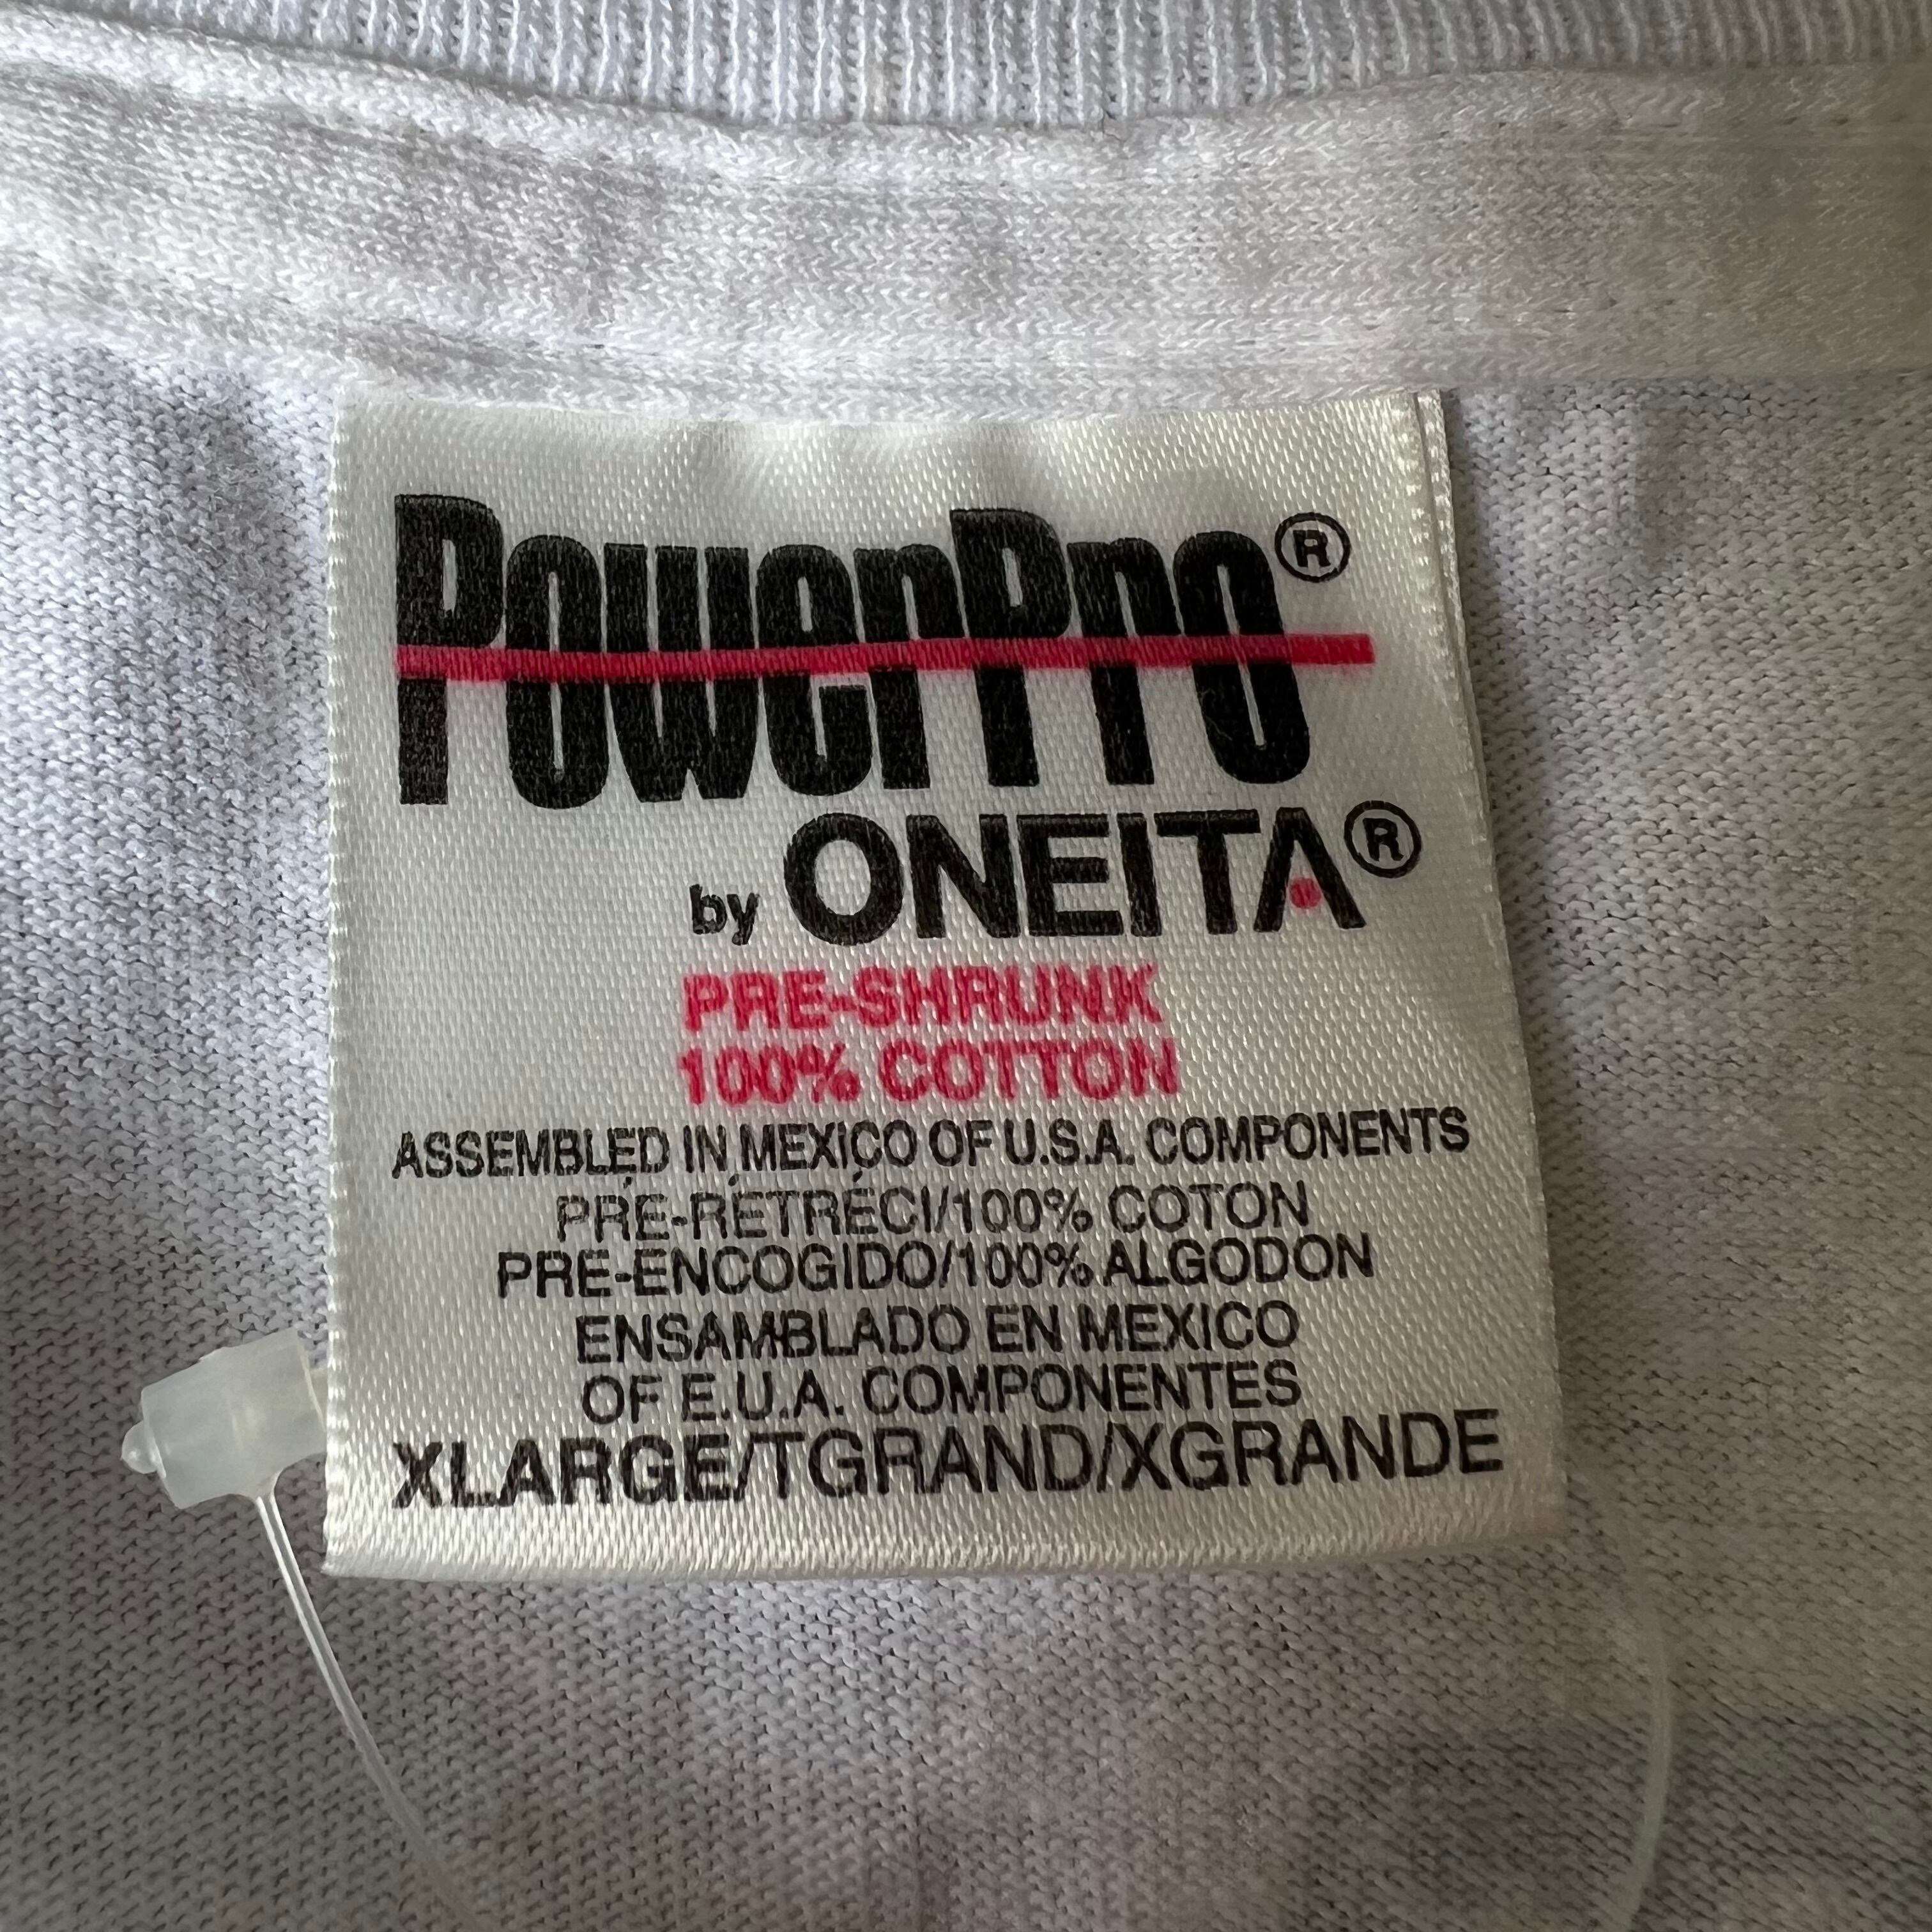 PowerPro®
by ONEITA®
PRE-SHRUNK
100% COTTON
ASSEMBLED IN MEXICO OF U.S.A. COMPONENTS
PRÉ-RÉTRÉCI/100% COTON
PRE-ENCOGIDO/100% ALGODON
ENSAMBLADO EN MEXICO
OF E.U.A. COMPONENTES
XLARGE/TGRAND/XGRANDE